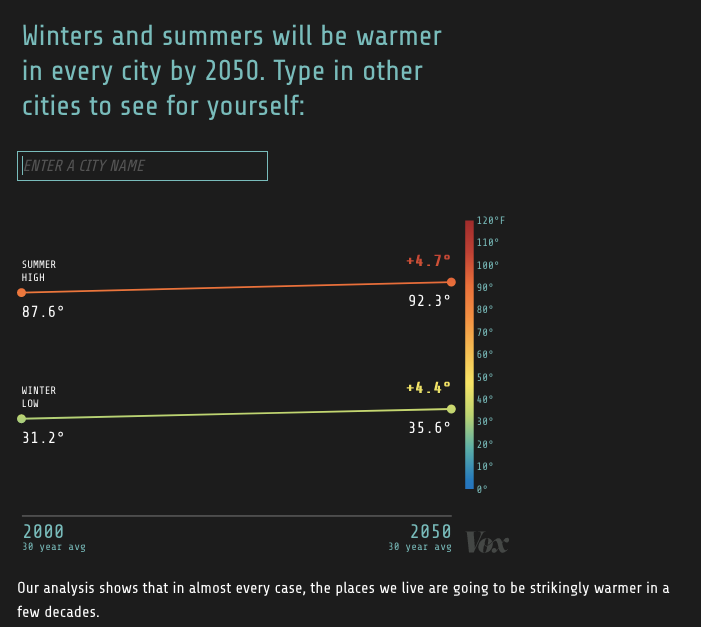 Winters and summers will be warmer
in every city by 2050. Type in other
cities to see for yourself:
ENTER A CITY NAME
120°F
110°
100°
90°
80°
70°
60°
50°
40°
30°
20°
10°
0°
SUMMER
HIGH
+4.7°
87.6°
92.3°
WINTER
LOW
+4.4°
31.2°
35.6°
2000
30 year avg
2050
30 year avg
Vox
Our analysis shows that in almost every case, the places we live are going to be strikingly warmer in a
few decades.